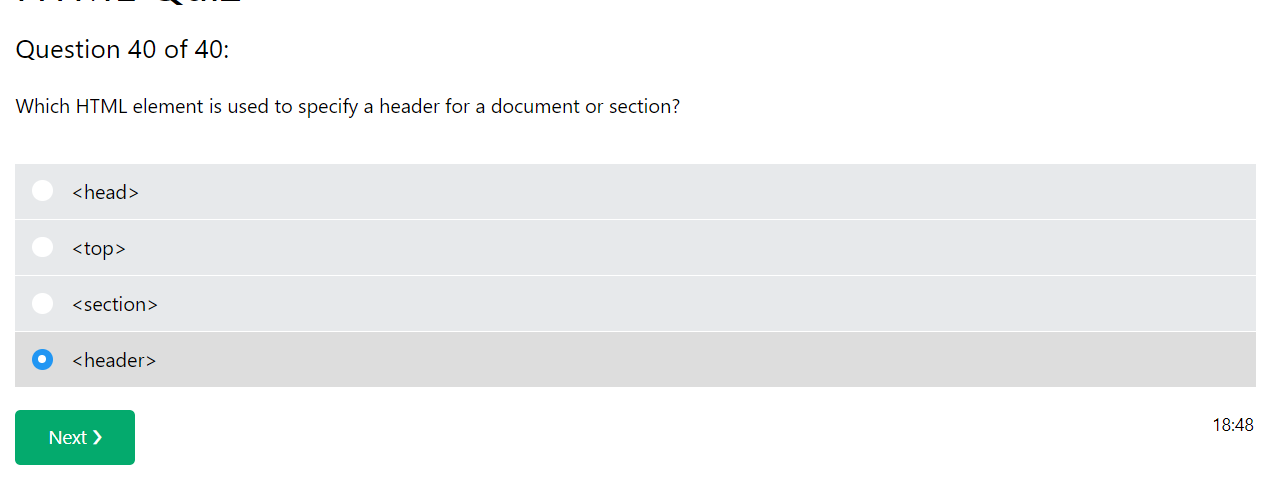 Question 40 of 40:
Which HTML element is used to specify a header for a document or section?
<head>
<top>
<section>
<header>
Next ❯
18:48